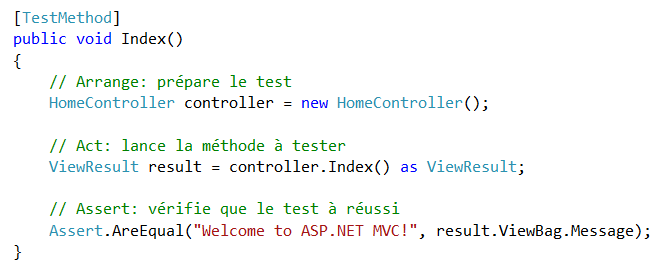 [TestMethod]
public void Index()
{
    // Arrange: prépare le test
    HomeController controller = new HomeController();
    // Act: lance la méthode à tester
    ViewResult result = controller.Index() as ViewResult;
    // Assert: vérifie que le test à réussi
    Assert.AreEqual("Welcome to ASP.NET MVC!", result.ViewBag.Message);
}